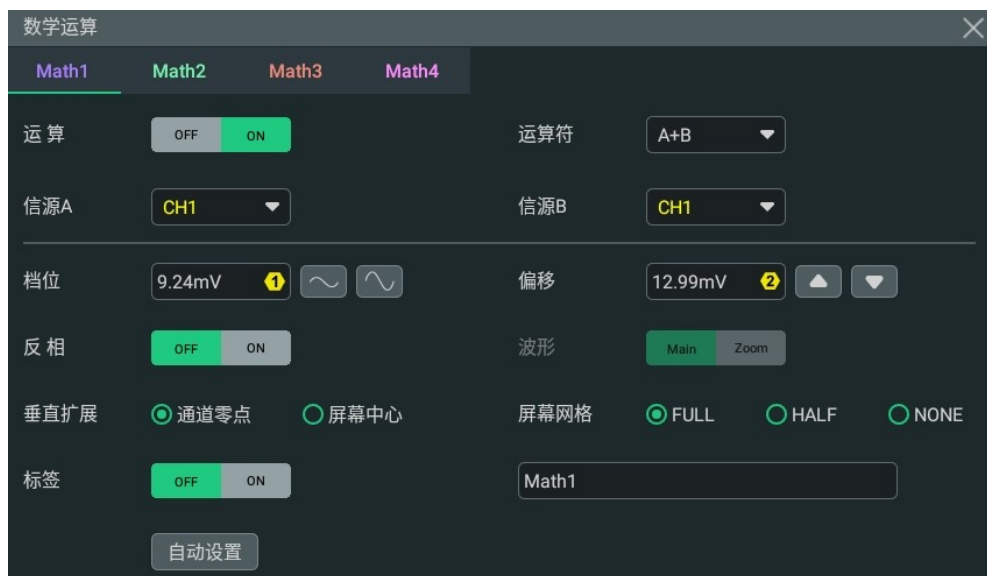 数学运算
Math1 Math2 Math3 Math4
运算 OFF ON 运算符 A+B
信源A CH1 信源B CH1
档位 9.24mV 1 偏移 12.99mV 2
反相 OFF ON 波形 Main Zoom
垂直扩展 通道零点 屏幕中心 屏幕网格 FULL HALF NONE
标签 OFF ON Math1
自动设置